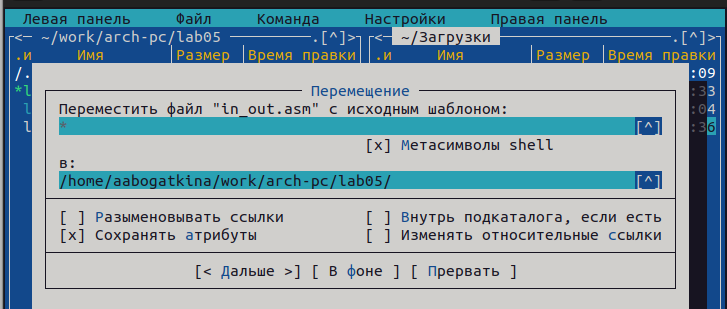 Левая панель Файл Команда Настройки Правая панель
<─ ~/work/arch-pc/lab05 ─.[^]> <─ ~/Загрузки ─.[^]>
.и Имя Размер Время правки .и Имя Размер Время правки
/. :09
*l :33
l :04
l :36
Перемещение
Переместить файл "in_out.asm" с исходным шаблоном:
* [^]
[x] Метасимволы shell
в:
/home/aabogatkina/work/arch-pc/lab05/ [^]
[ ] Разыменовывать ссылки [ ] Внутрь подкаталога, если есть
[x] Сохранять атрибуты [ ] Изменять относительные ссылки
[< Дальше >] [ В фоне ] [ Прервать ]